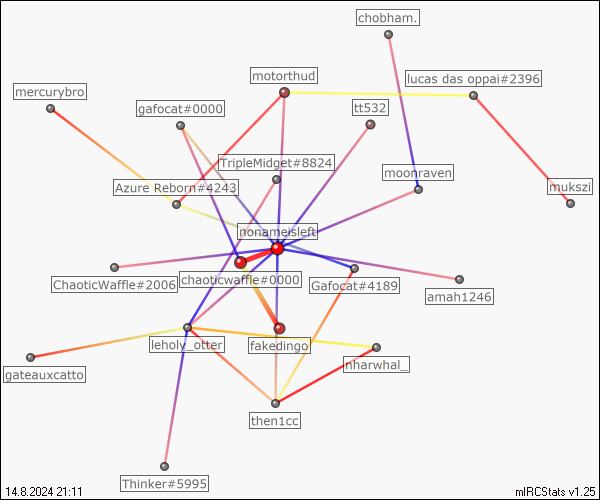 chobham.
motorthud
lucas das oppai#2396
mercurybro
gafocat#0000
tt532
TripleMidget#8824
moonraven
Azure Reborn#4243
mukszi
nonameisleft
ChaoticWaffle#2006
chaoticwaffle#0000
Gafocat#4189
amah1246
leholy_otter
fakedingo
nharwhal_
gateauxcatto
then1cc
Thinker#5995
14.8.2024 21:11
mIRCStats v1.25